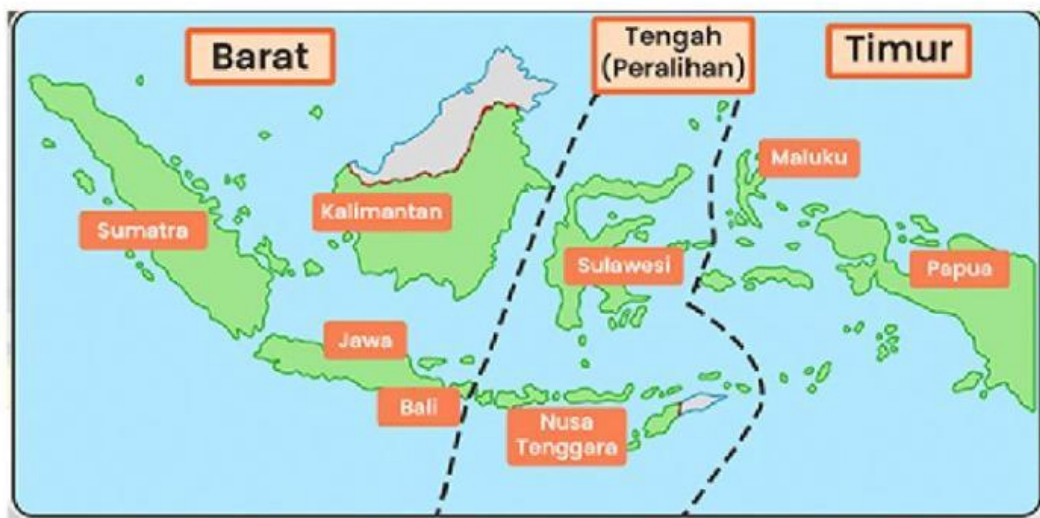 Barat
Tengah
(Peralihan)
Timur
Maluku
Kalimantan
Sumatra
Sulawesi
Papua
Jawa
Bali
Nusa
Tenggara